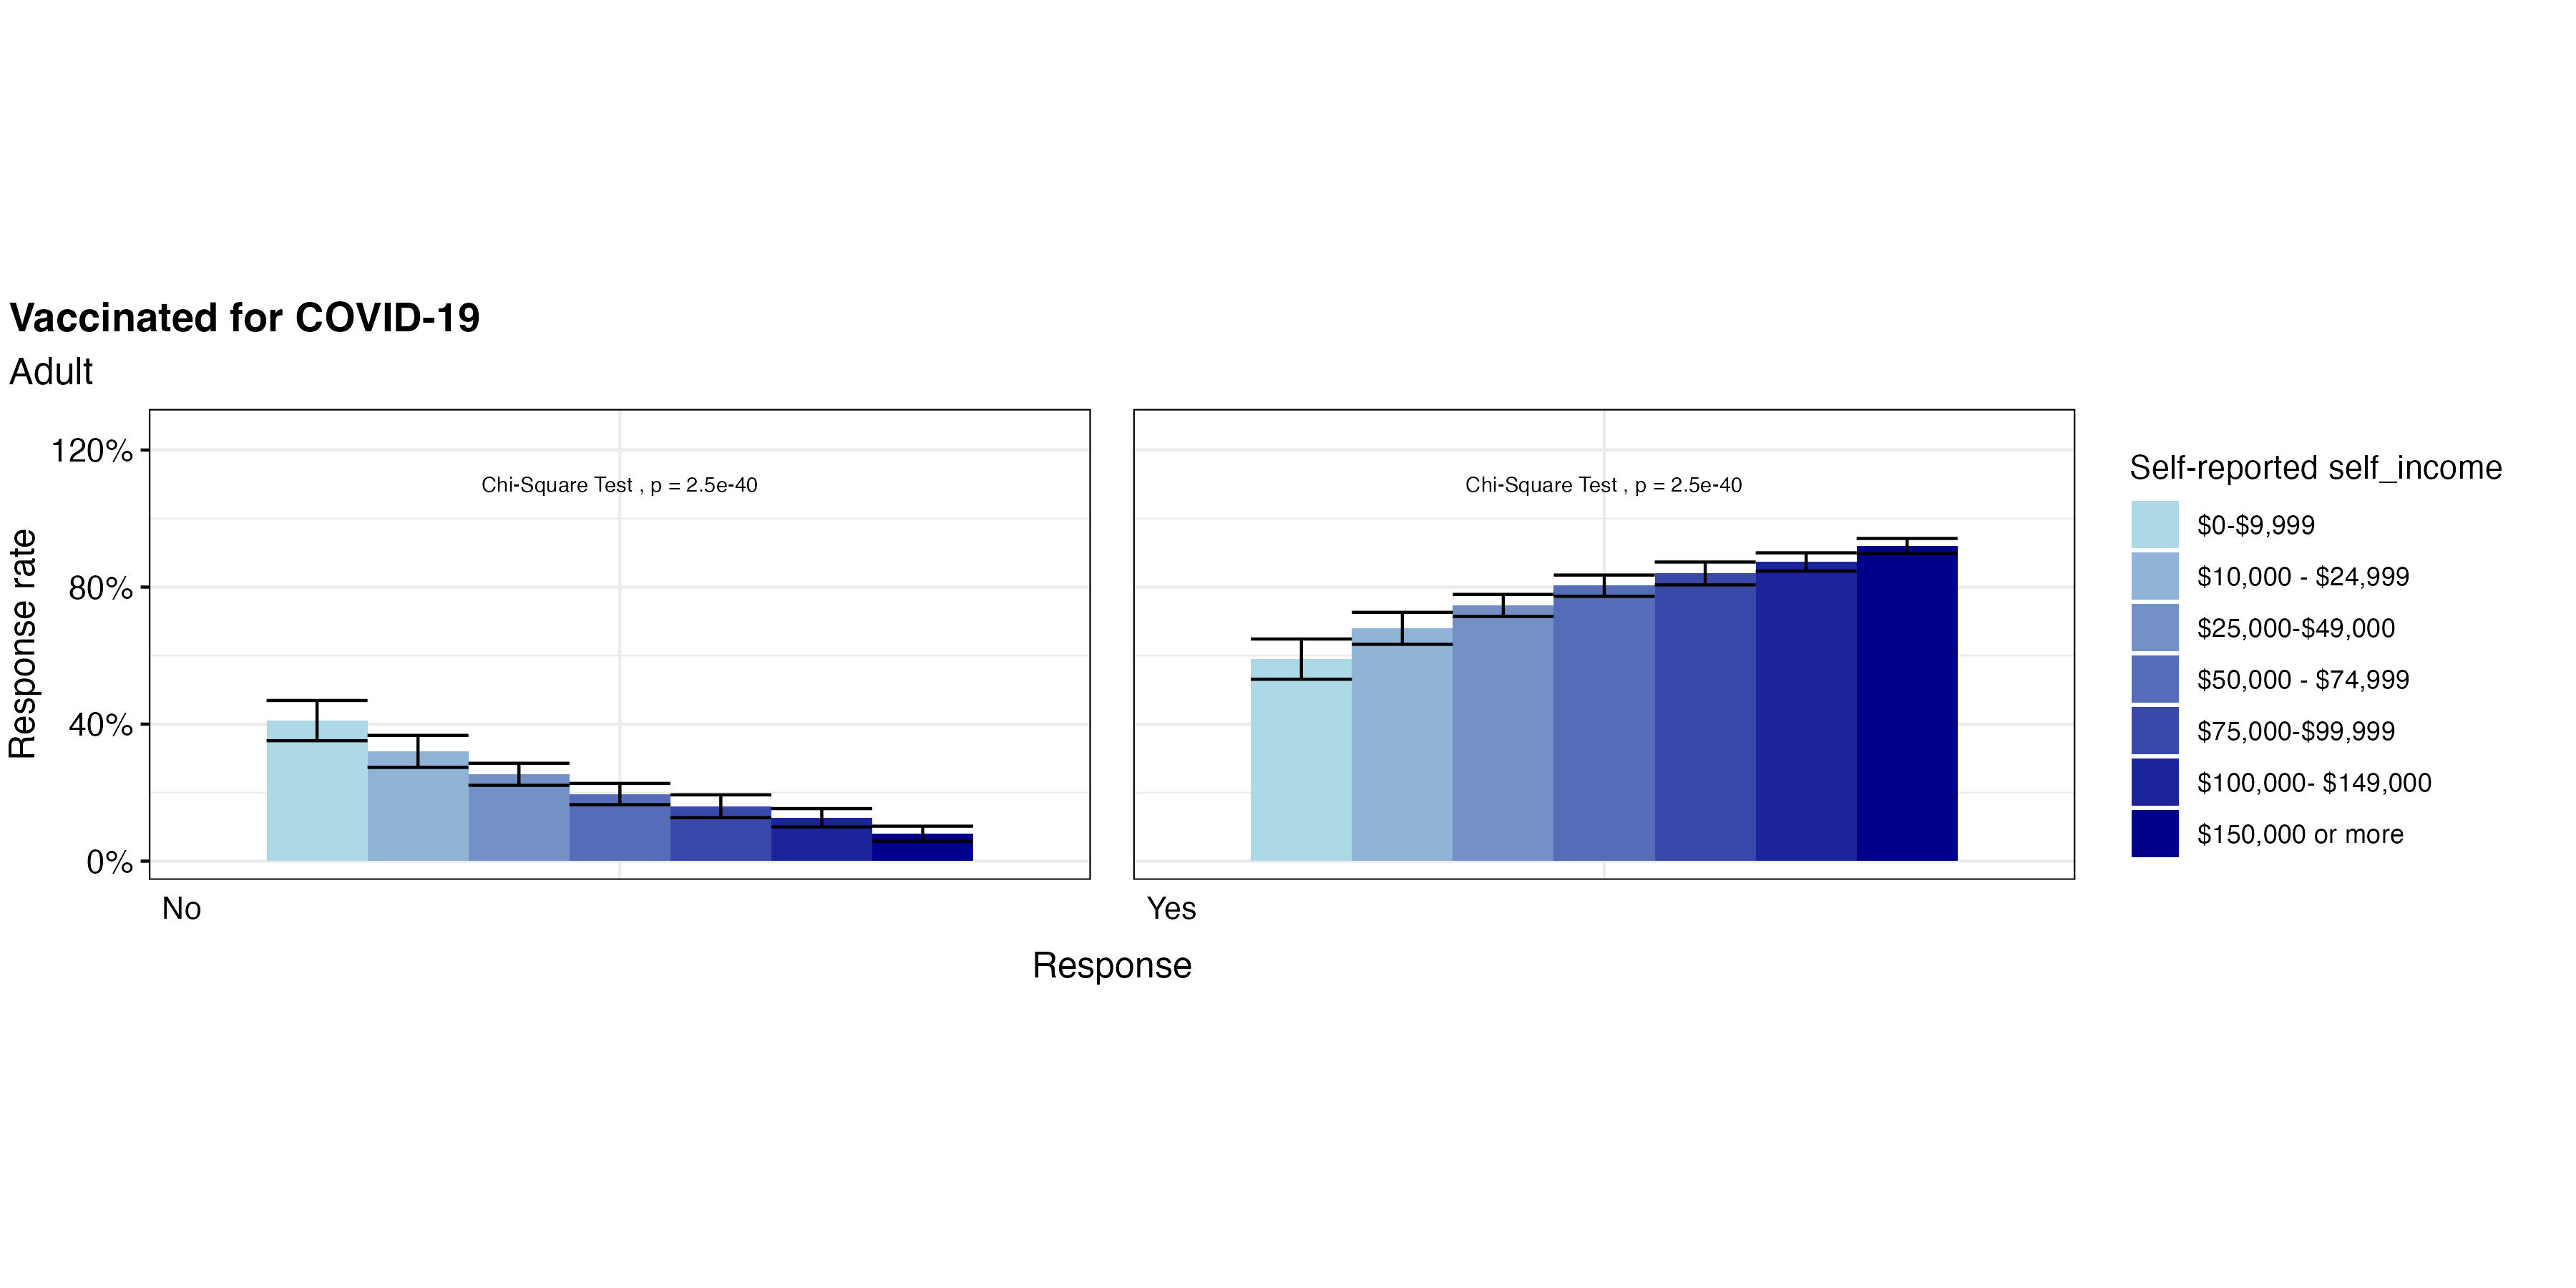 Vaccinated for COVID-19
Adult
Response rate
120%
80%
40%
0%
Chi-Square Test , p = 2.5e-40
Chi-Square Test , p = 2.5e-40
No
Yes
Response
Self-reported self_income
$0-$9,999
$10,000 - $24,999
$25,000-$49,000
$50,000 - $74,999
$75,000-$99,999
$100,000- $149,000
$150,000 or more